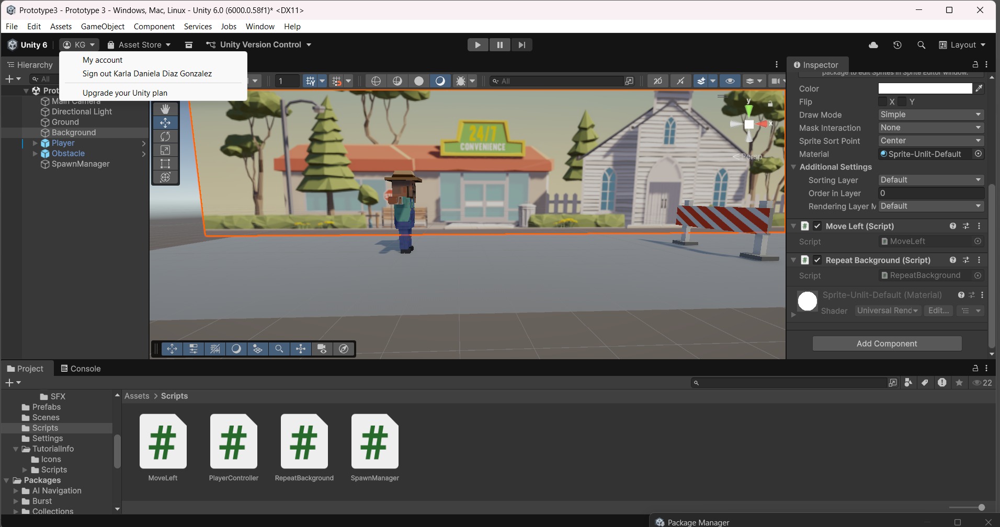 Prototype3 - Prototype 3 - Windows, Mac, Linux - Unity 6.0 (6000.0.58f1)* <DX11>
File Edit Assets GameObject Component Services Jobs Window Help
Unity 6 KG Asset Store Unity Version Control Layout
My account
Sign out Karla Daniela Diaz Gonzalez
Upgrade your Unity plan
Hierarchy
All
Prot
Main Camera
Directional Light
Ground
Background
Player
Obstacle
SpawnManager
1
All
2D
24/7
CONVENIENCE
y
x
Persp
Inspector
package to edit Sprites in Sprite Editor window.
Color
Flip X Y
Draw Mode Simple
Mask Interaction None
Sprite Sort Point Center
Material Sprite-Unlit-Default
Additional Settings
Sorting Layer Default
Order in Layer 0
Rendering Layer M Default
# Move Left (Script)
Script MoveLeft
# Repeat Background (Script)
Script RepeatBackground
Sprite-Unlit-Default (Material)
Shader Universal Renc Edit...
Add Component
Project Console
22
SFX
Prefabs
Scenes
Scripts
Settings
TutorialInfo
Icons
Scripts
Packages
AI Navigation
Burst
Collections
Assets > Scripts
# # # #
MoveLeft PlayerController RepeatBackground SpawnManager
Package Manager